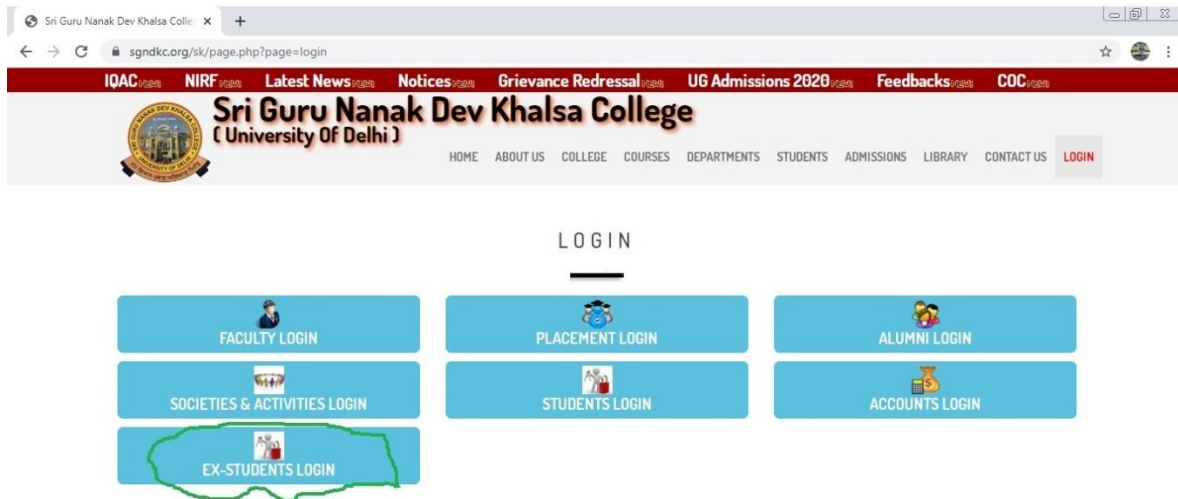 Sri Guru Nanak Dev Khalsa Colle
sgndkc.org/sk/page.php?page=login
IQAC NIRF Latest News Notices Grievance Redressal UG Admissions 2020 Feedbacks COC
Sri Guru Nanak Dev Khalsa College
( University Of Delhi )
HOME ABOUT US COLLEGE COURSES DEPARTMENTS STUDENTS ADMISSIONS LIBRARY CONTACT US LOGIN
LOGIN
FACULTY LOGIN PLACEMENT LOGIN ALUMNI LOGIN
SOCIETIES & ACTIVITIES LOGIN STUDENTS LOGIN ACCOUNTS LOGIN
EX-STUDENTS LOGIN